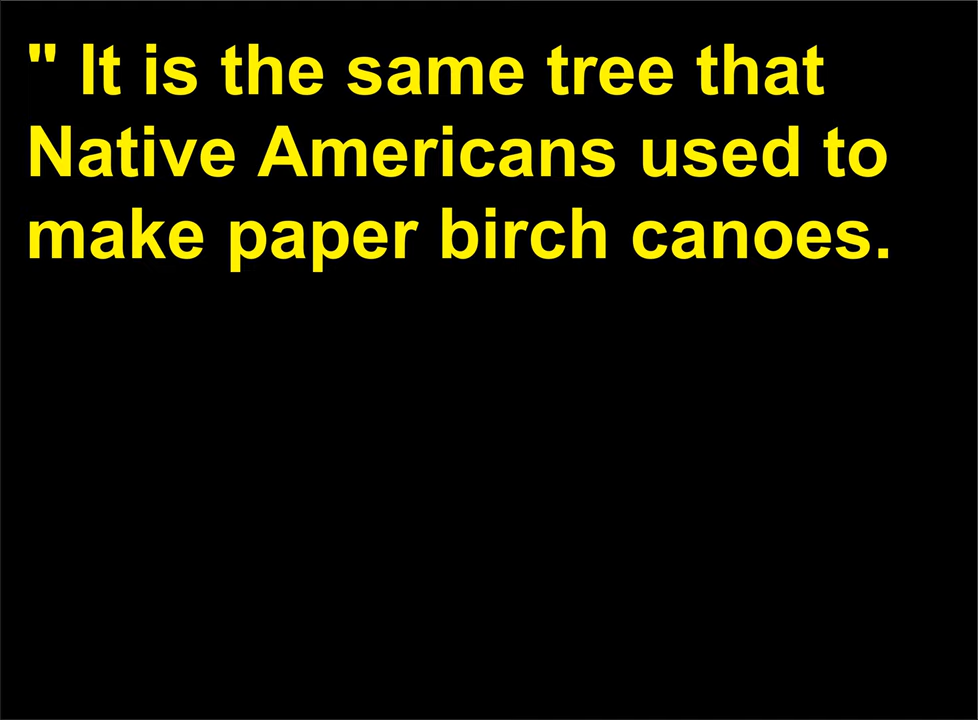 " It is the same tree that
Native Americans used to
make paper birch canoes.